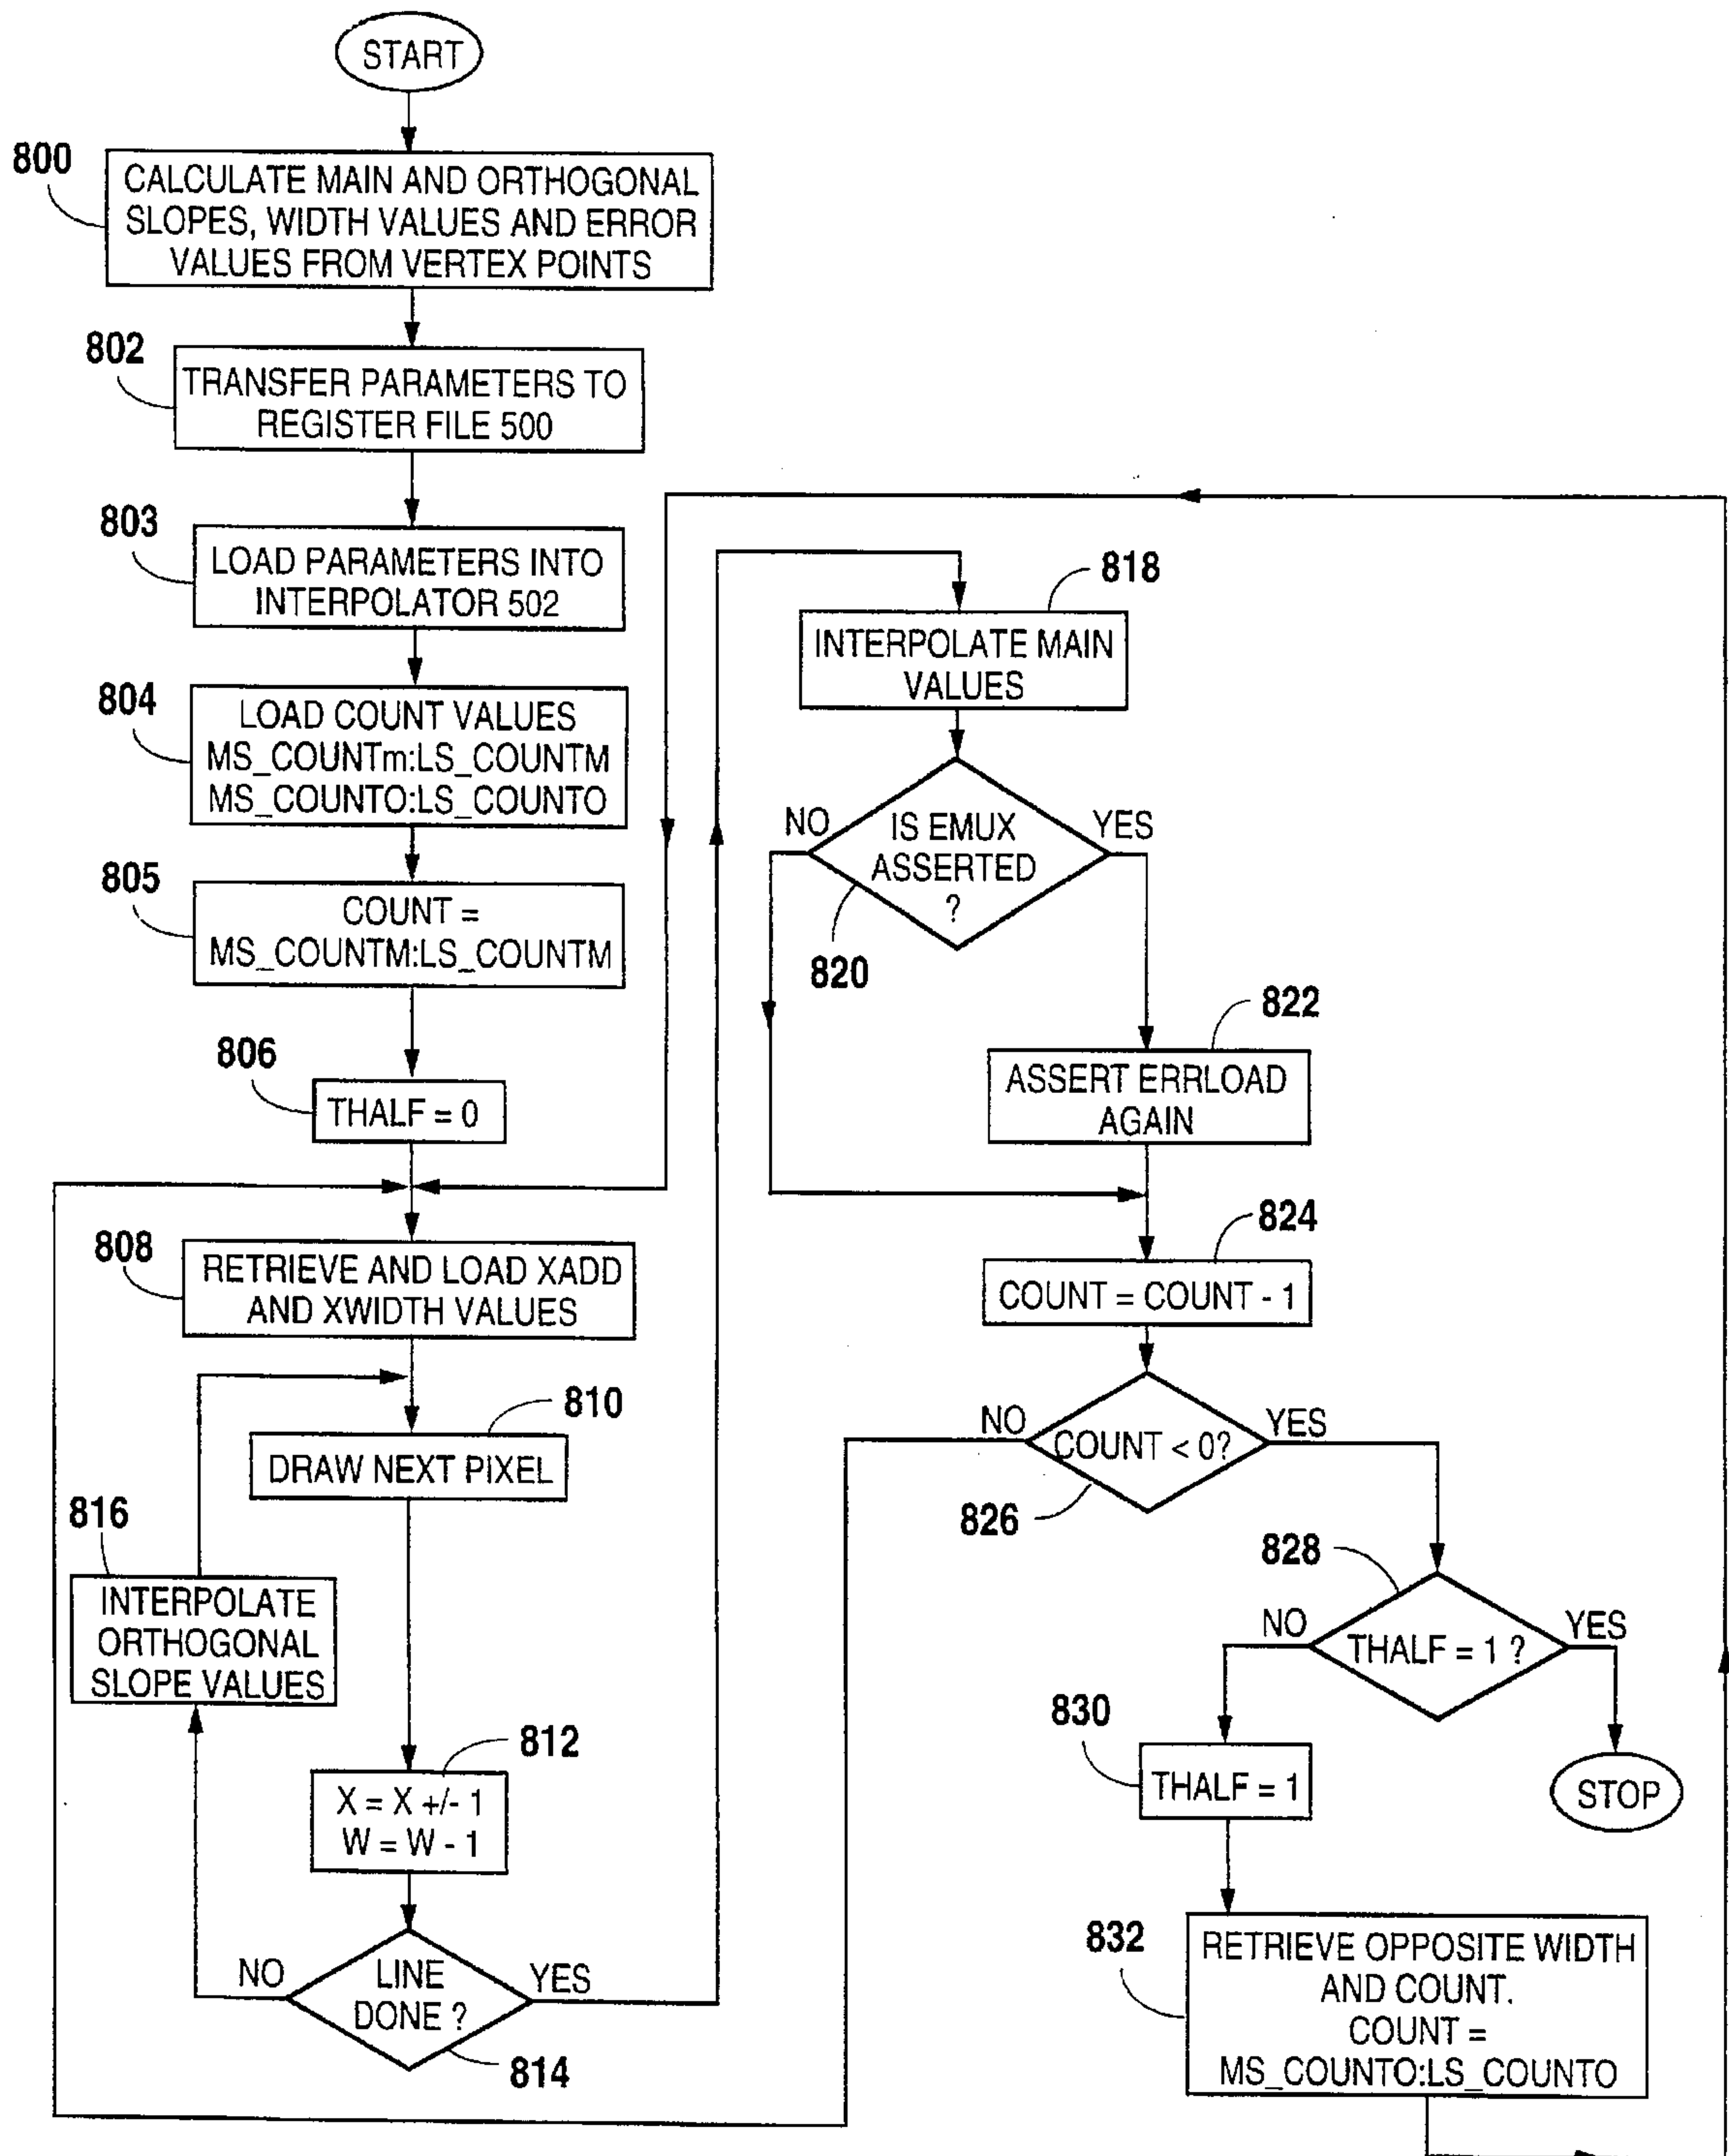 START
800
CALCULATE MAIN AND ORTHOGONAL
SLOPES, WIDTH VALUES AND ERROR
VALUES FROM VERTEX POINTS
802
TRANSFER PARAMETERS TO
REGISTER FILE 500
803
LOAD PARAMETERS INTO
INTERPOLATOR 502
804
LOAD COUNT VALUES
MS_COUNTm:LS_COUNTM
MS_COUNTO:LS_COUNTO
805
COUNT =
MS_COUNTM:LS_COUNTM
806
THALF = 0
808
RETRIEVE AND LOAD XADD
AND XWIDTH VALUES
810
DRAW NEXT PIXEL
816
INTERPOLATE
ORTHOGONAL
SLOPE VALUES
812
X = X +/- 1
W = W - 1
NO
LINE
DONE ?
YES
814
818
INTERPOLATE MAIN
VALUES
NO
IS EMUX
ASSERTED
?
YES
820
822
ASSERT ERRLOAD
AGAIN
824
COUNT = COUNT - 1
NO
COUNT < 0?
YES
826
828
NO
THALF = 1 ?
YES
830
THALF = 1
STOP
832
RETRIEVE OPPOSITE WIDTH
AND COUNT.
COUNT =
MS_COUNTO:LS_COUNTO